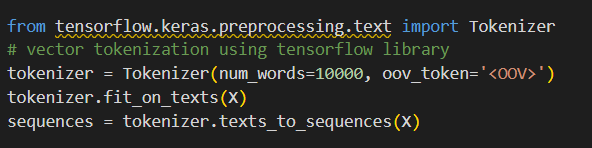 from tensorflow.keras.preprocessing.text import Tokenizer
# vector tokenization using tensorflow library
tokenizer = Tokenizer(num_words=10000, oov_token='<OOV>')
tokenizer.fit_on_texts(X)
sequences = tokenizer.texts_to_sequences(X)